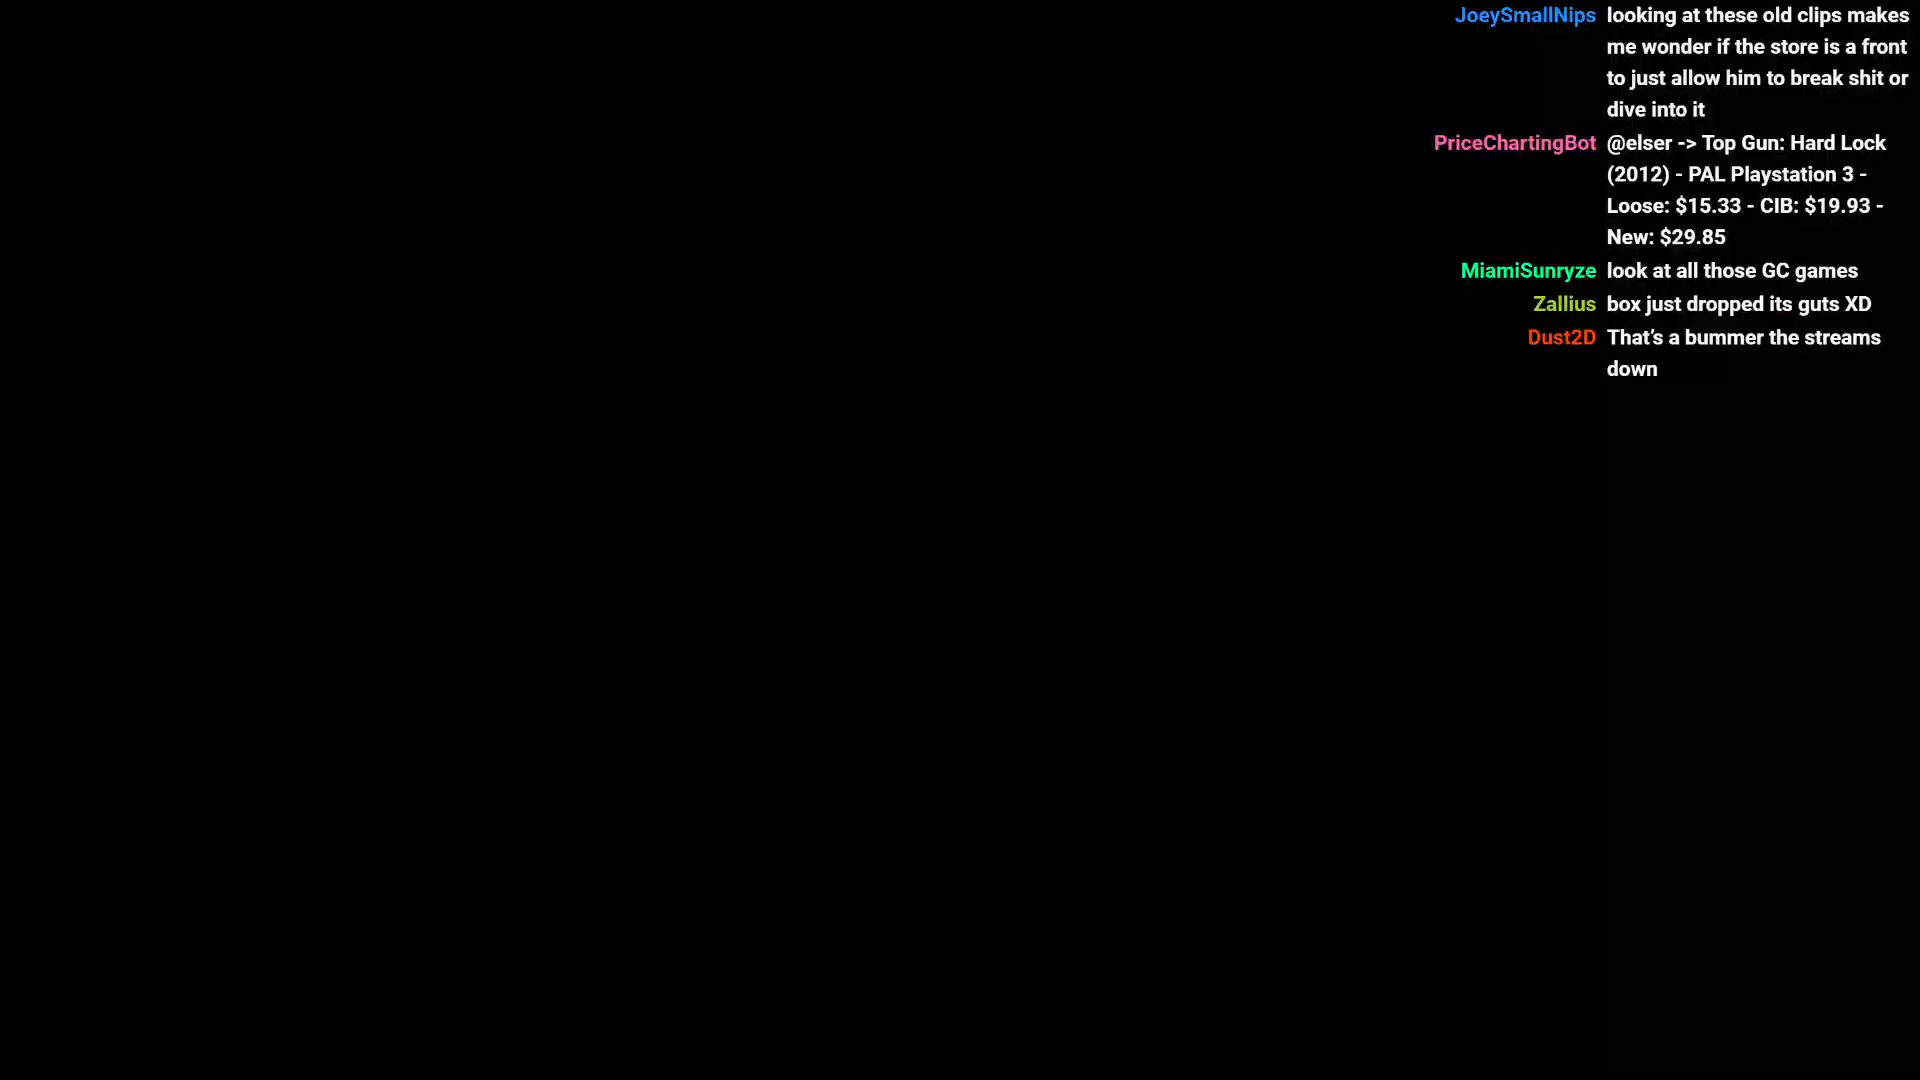 JoeySmallNips looking at these old clips makes
me wonder if the store is a front
to just allow him to break shit or
dive into it
PriceChartingBot @elser -> Top Gun: Hard Lock
(2012) - PAL Playstation 3 -
Loose: $15.33 - CIB: $19.93 -
New: $29.85
MiamiSunryze look at all those GC games
Zallius box just dropped its guts XD
Dust2D That’s a bummer the streams
down